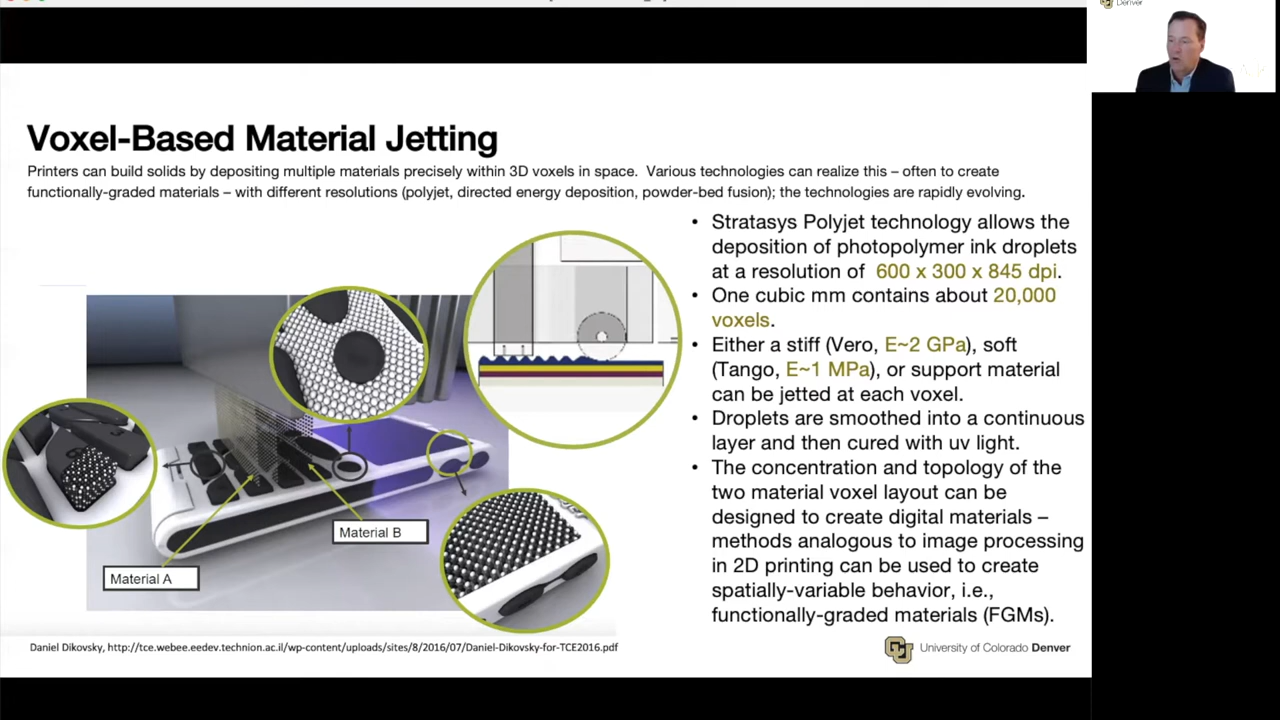 Denver
Voxel-Based Material Jetting
Printers can build solids by depositing multiple materials precisely within 3D voxels in space.  Various technologies can realize this – often to create
functionally-graded materials – with different resolutions (polyjet, directed energy deposition, powder-bed fusion); the technologies are rapidly evolving.
• Stratasys Polyjet technology allows the
deposition of photopolymer ink droplets
at a resolution of  600 x 300 x 845 dpi.
• One cubic mm contains about 20,000
voxels.
• Either a stiff (Vero, E~2 GPa), soft
(Tango, E~1 MPa), or support material
can be jetted at each voxel.
• Droplets are smoothed into a continuous
layer and then cured with uv light.
• The concentration and topology of the
two material voxel layout can be
designed to create digital materials –
methods analogous to image processing
in 2D printing can be used to create
spatially-variable behavior, i.e.,
functionally-graded materials (FGMs).
Material B
Material A
Daniel Dikovsky, http://tce.webee.eedev.technion.ac.il/wp-content/uploads/sites/8/2016/07/Daniel-Dikovsky-for-TCE2016.pdf
University of Colorado Denver